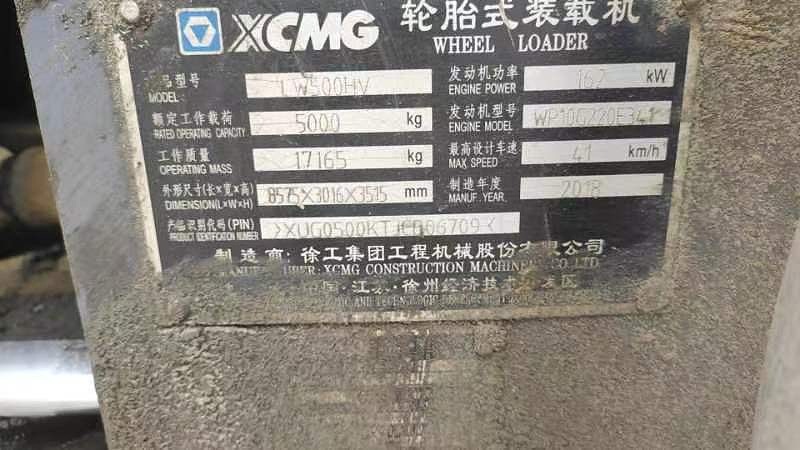 XCMG 轮胎式装载机
WHEEL LOADER
品型号 LW500HV 发动机功率 162 kW
MODEL: ENGINE POWER
额定工作载荷 5000 kg 发动机型号 WP10G220E341
RATED OPERATING CAPACITY ENGINE MODEL
工作质量 17165 kg 最高设计车速 41 km/h
OPERATING MASS MAX SPEED
外形尺寸(长×宽×高) 8575×3016×3515 mm 制造年度 2018
DIMENSION(L×W×H) MANUF. YEAR.
产品识别代码(PIN)
PRODUCT IDENTIFICATION NUMBER
制造商:徐工集团工程机械股份有限公司
XCMG CONSTRUCTION MACHINERY CO.LTD
中国·江苏·徐州经济技术开发区